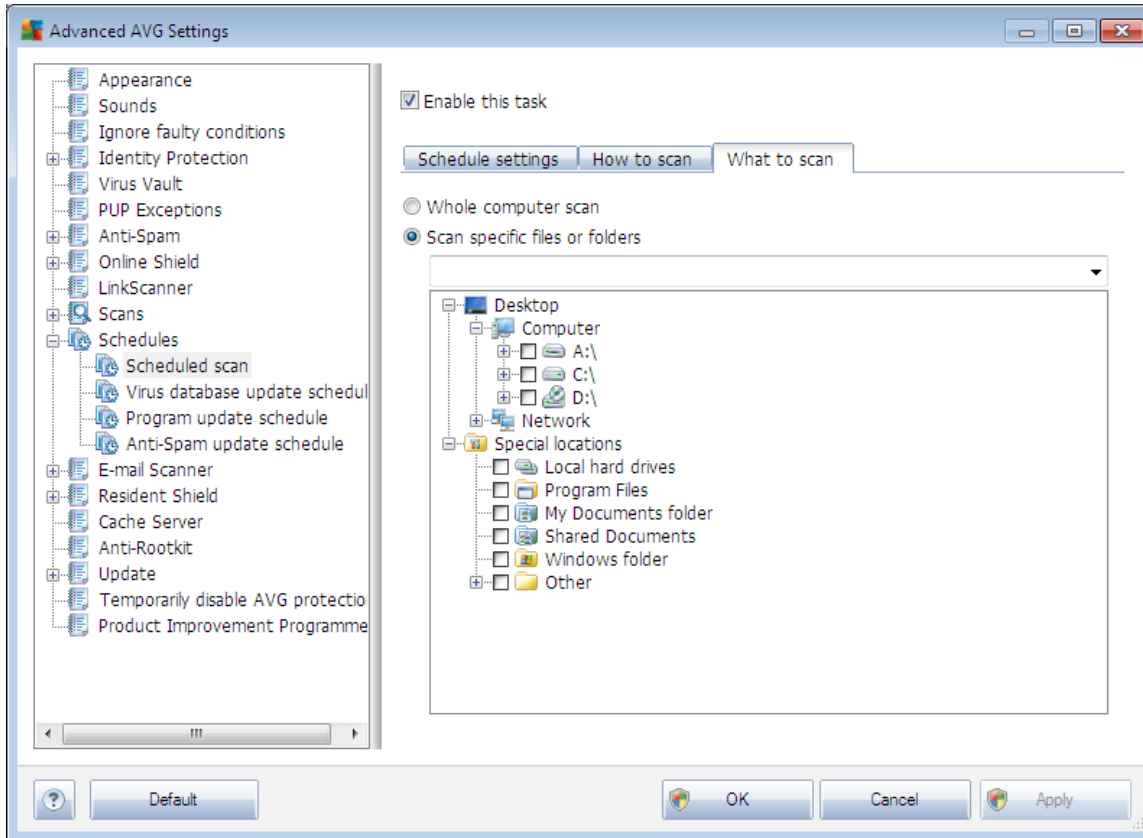 Advanced AVG Settings
Appearance
Sounds
Ignore faulty conditions
Identity Protection
Virus Vault
PUP Exceptions
Anti-Spam
Online Shield
LinkScanner
Scans
Schedules
Scheduled scan
Virus database update schedul
Program update schedule
Anti-Spam update schedule
E-mail Scanner
Resident Shield
Cache Server
Anti-Rootkit
Update
Temporarily disable AVG protectio
Product Improvement Programme
Enable this task
Schedule settings How to scan What to scan
Whole computer scan
Scan specific files or folders
Desktop
Computer
A:\
C:\
D:\
Network
Special locations
Local hard drives
Program Files
My Documents folder
Shared Documents
Windows folder
Other
? Default OK Cancel Apply